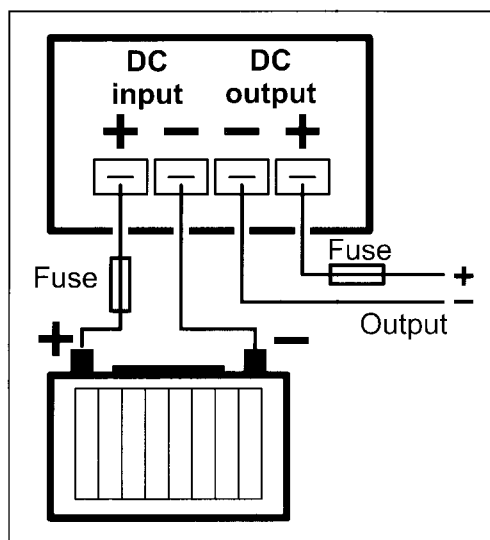 DC DC
input output
+ − − +
Fuse
Fuse
+
−
Output
+ −